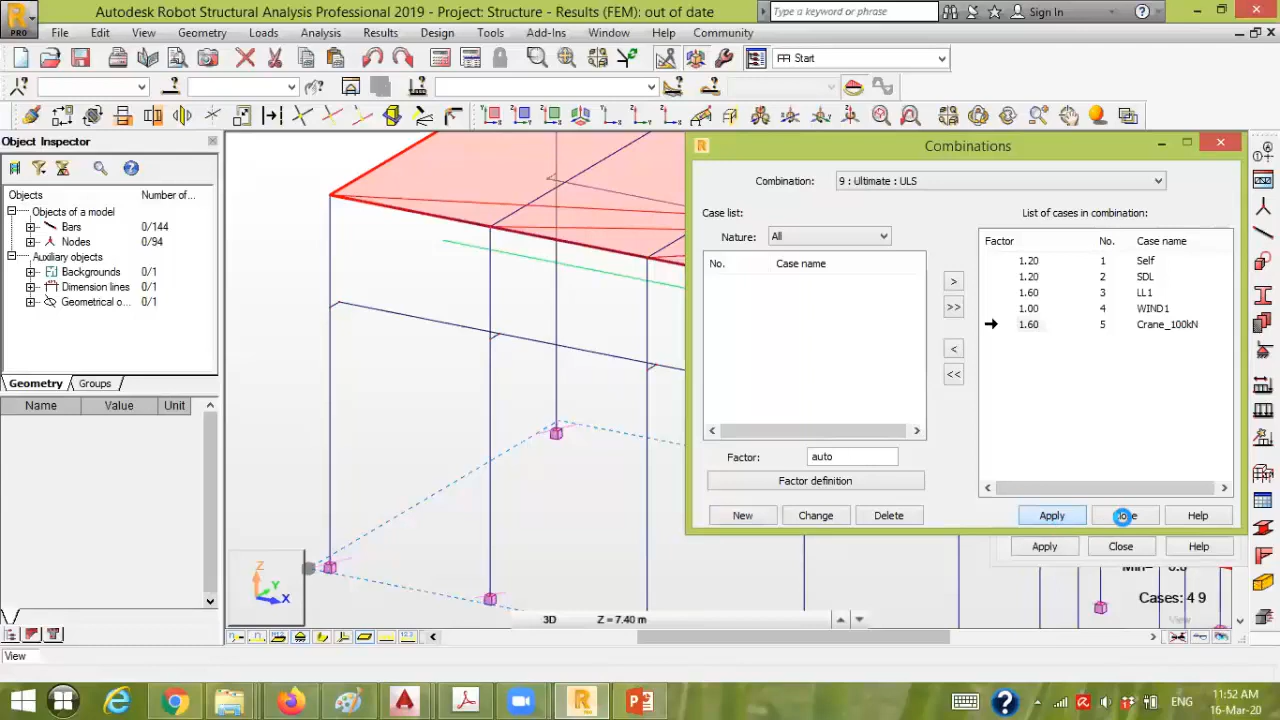 Autodesk Robot Structural Analysis Professional 2019 - Project: Structure - Results (FEM): out of date
Type a keyword or phrase
Sign In
PRO
File Edit View Geometry Loads Analysis Results Design Tools Add-Ins Window Help Community
Start
Object Inspector
Objects Number of...
Objects of a model
Bars 0/144
Nodes 0/94
Auxiliary objects
Backgrounds 0/1
Dimension lines 0/1
Geometrical o... 0/1
Geometry Groups
Name Value Unit
Combinations
Combination: 9 : Ultimate : ULS
Case list: List of cases in combination:
Nature: All
No. Case name
Factor No. Case name
1.20 1 Self
1.20 2 SDL
1.60 3 LL1
1.00 4 WIND1
1.60 5 Crane_100kN
>
>>
<
<<
Factor: auto
Factor definition
New Change Delete Apply Help
Apply Close Help
Cases: 4 9
Z
Y
X
3D Z = 7.40 m
View
View
ENG
11:52 AM
16-Mar-20